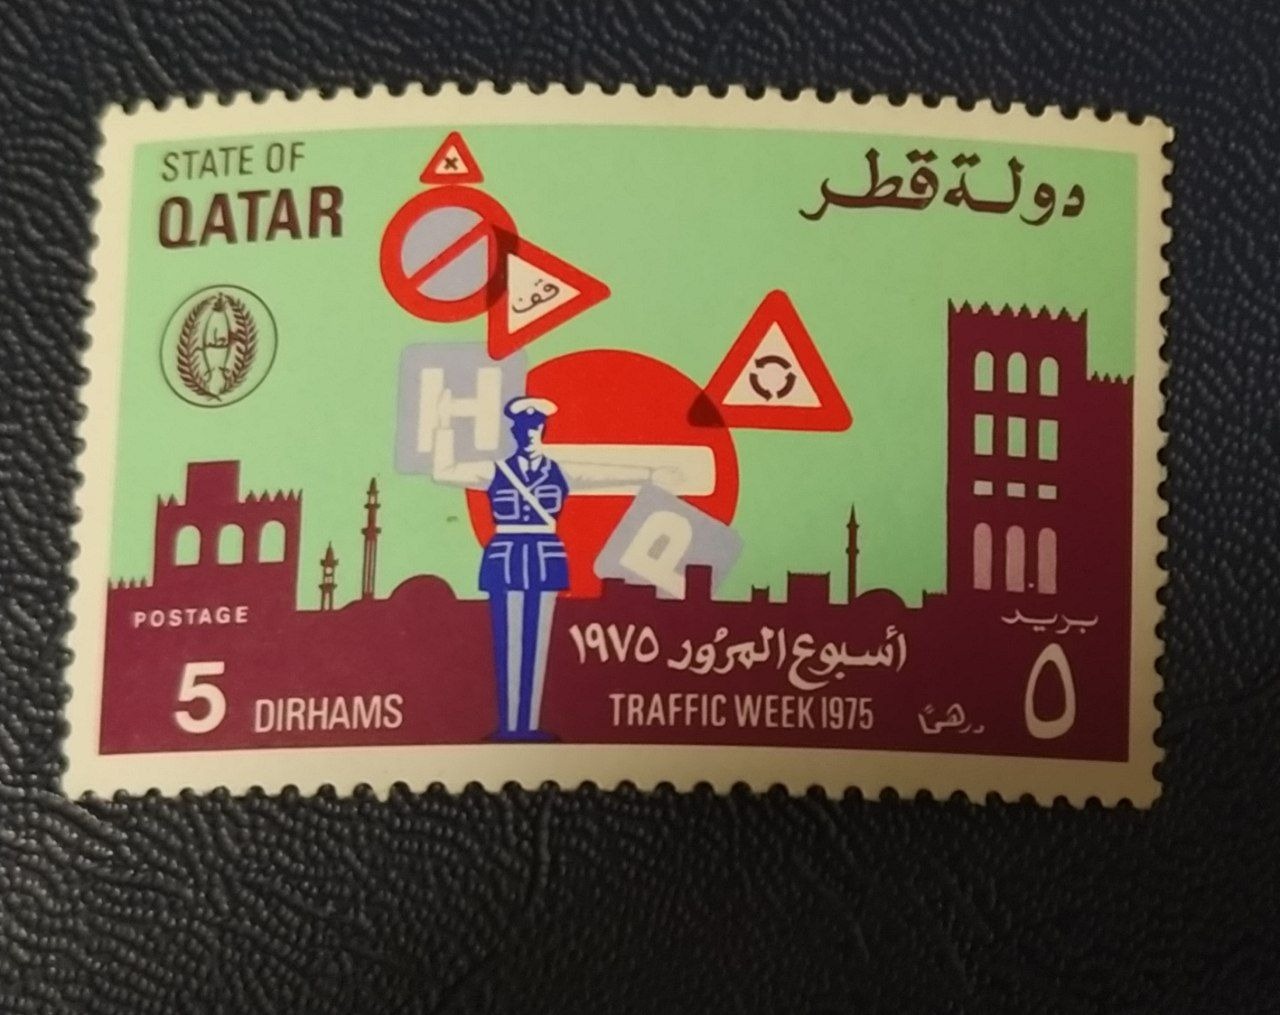 STATE OF
QATAR
دولة قطر
قف
H
P
POSTAGE
بريد
أسبوع المرور ١٩٧٥
5 DIRHAMS
TRAFFIC WEEK 1975
٥